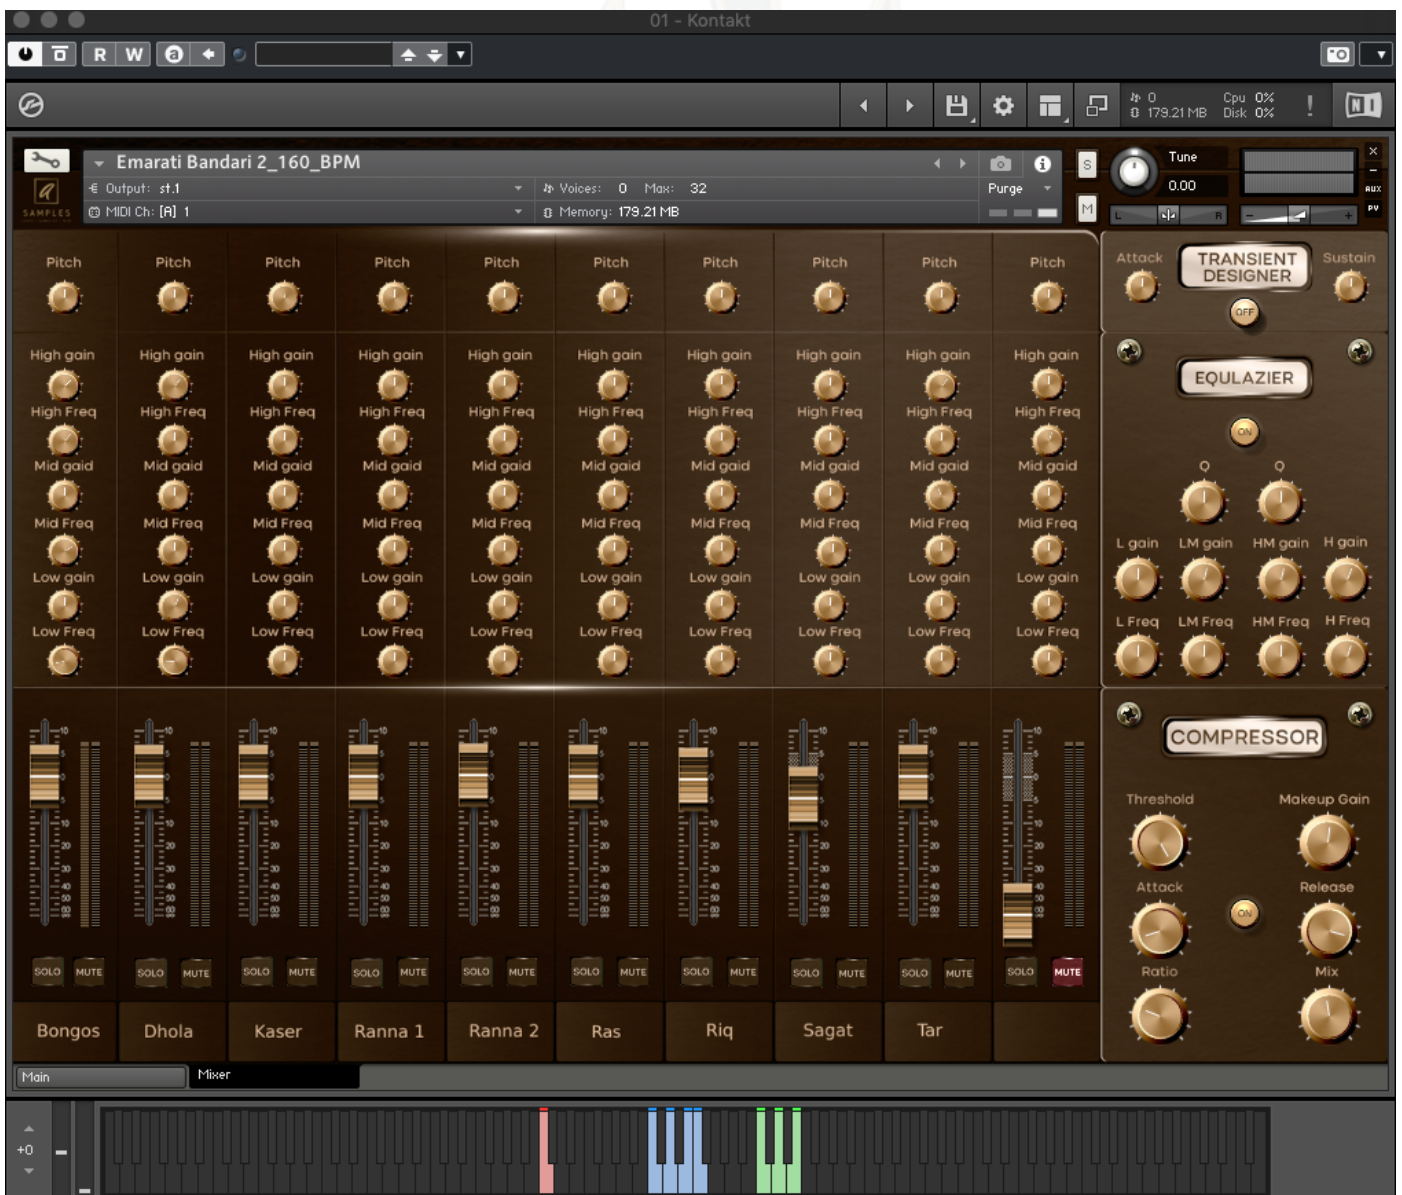 01 - Kontakt
R W a
0 Cpu 0%
179.21 MB Disk 0% ! NI
Emarati Bandari 2_160_BPM
Output: st.1 Voices: 0 Max: 32 Purge
MIDI Ch: [A] 1 Memory: 179.21 MB
SAMPLES
S
M
Tune
0.00
L R - +
×
-
AUX
PV
Pitch Pitch Pitch Pitch Pitch Pitch Pitch Pitch Pitch Pitch
High gain High gain High gain High gain High gain High gain High gain High gain High gain High gain
High Freq High Freq High Freq High Freq High Freq High Freq High Freq High Freq High Freq High Freq
Mid gaid Mid gaid Mid gaid Mid gaid Mid gaid Mid gaid Mid gaid Mid gaid Mid gaid Mid gaid
Mid Freq Mid Freq Mid Freq Mid Freq Mid Freq Mid Freq Mid Freq Mid Freq Mid Freq Mid Freq
Low gain Low gain Low gain Low gain Low gain Low gain Low gain Low gain Low gain Low gain
Low Freq Low Freq Low Freq Low Freq Low Freq Low Freq Low Freq Low Freq Low Freq Low Freq
SOLO MUTE SOLO MUTE SOLO MUTE SOLO MUTE SOLO MUTE SOLO MUTE SOLO MUTE SOLO MUTE SOLO MUTE SOLO MUTE
Bongos Dhola Kaser Ranna 1 Ranna 2 Ras Riq Sagat Tar
Attack TRANSIENT Sustain
DESIGNER
OFF
EQULAZIER
ON
Q Q
L gain LM gain HM gain H gain
L Freq LM Freq HM Freq H Freq
COMPRESSOR
Threshold Makeup Gain
Attack Release
ON
Ratio Mix
Main Mixer
+0